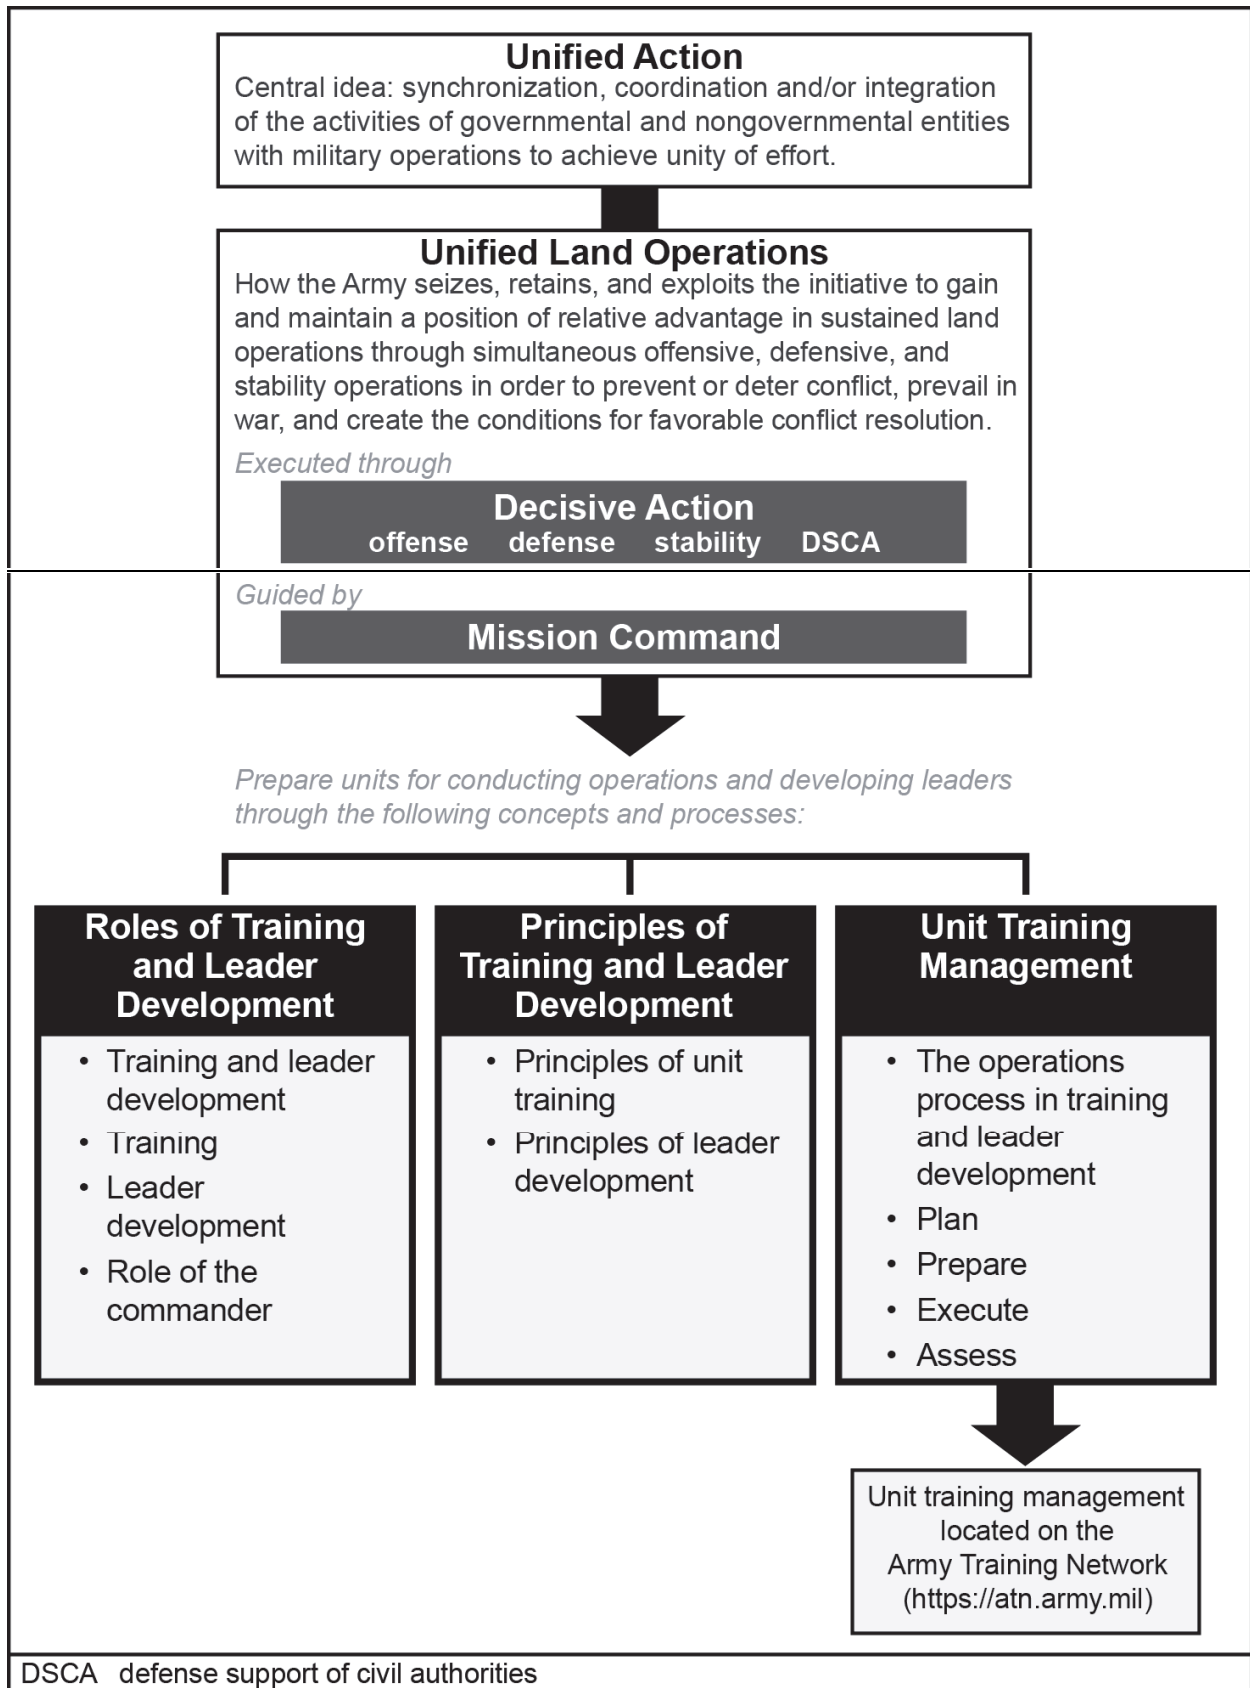 Unified Action
Central idea: synchronization, coordination and/or integration
of the activities of governmental and nongovernmental entities
with military operations to achieve unity of effort.
Unified Land Operations
How the Army seizes, retains, and exploits the initiative to gain
and maintain a position of relative advantage in sustained land
operations through simultaneous offensive, defensive, and
stability operations in order to prevent or deter conflict, prevail in
war, and create the conditions for favorable conflict resolution.
Executed through
Decisive Action
offense defense stability DSCA
Guided by
Mission Command
Prepare units for conducting operations and developing leaders
through the following concepts and processes:
Roles of Training
and Leader
Development
• Training and leader
development
• Training
• Leader
development
• Role of the
commander
Principles of
Training and Leader
Development
• Principles of unit
training
• Principles of leader
development
Unit Training
Management
• The operations
process in training
and leader
development
• Plan
• Prepare
• Execute
• Assess
Unit training management
located on the
Army Training Network
(https://atn.army.mil)
DSCA defense support of civil authorities